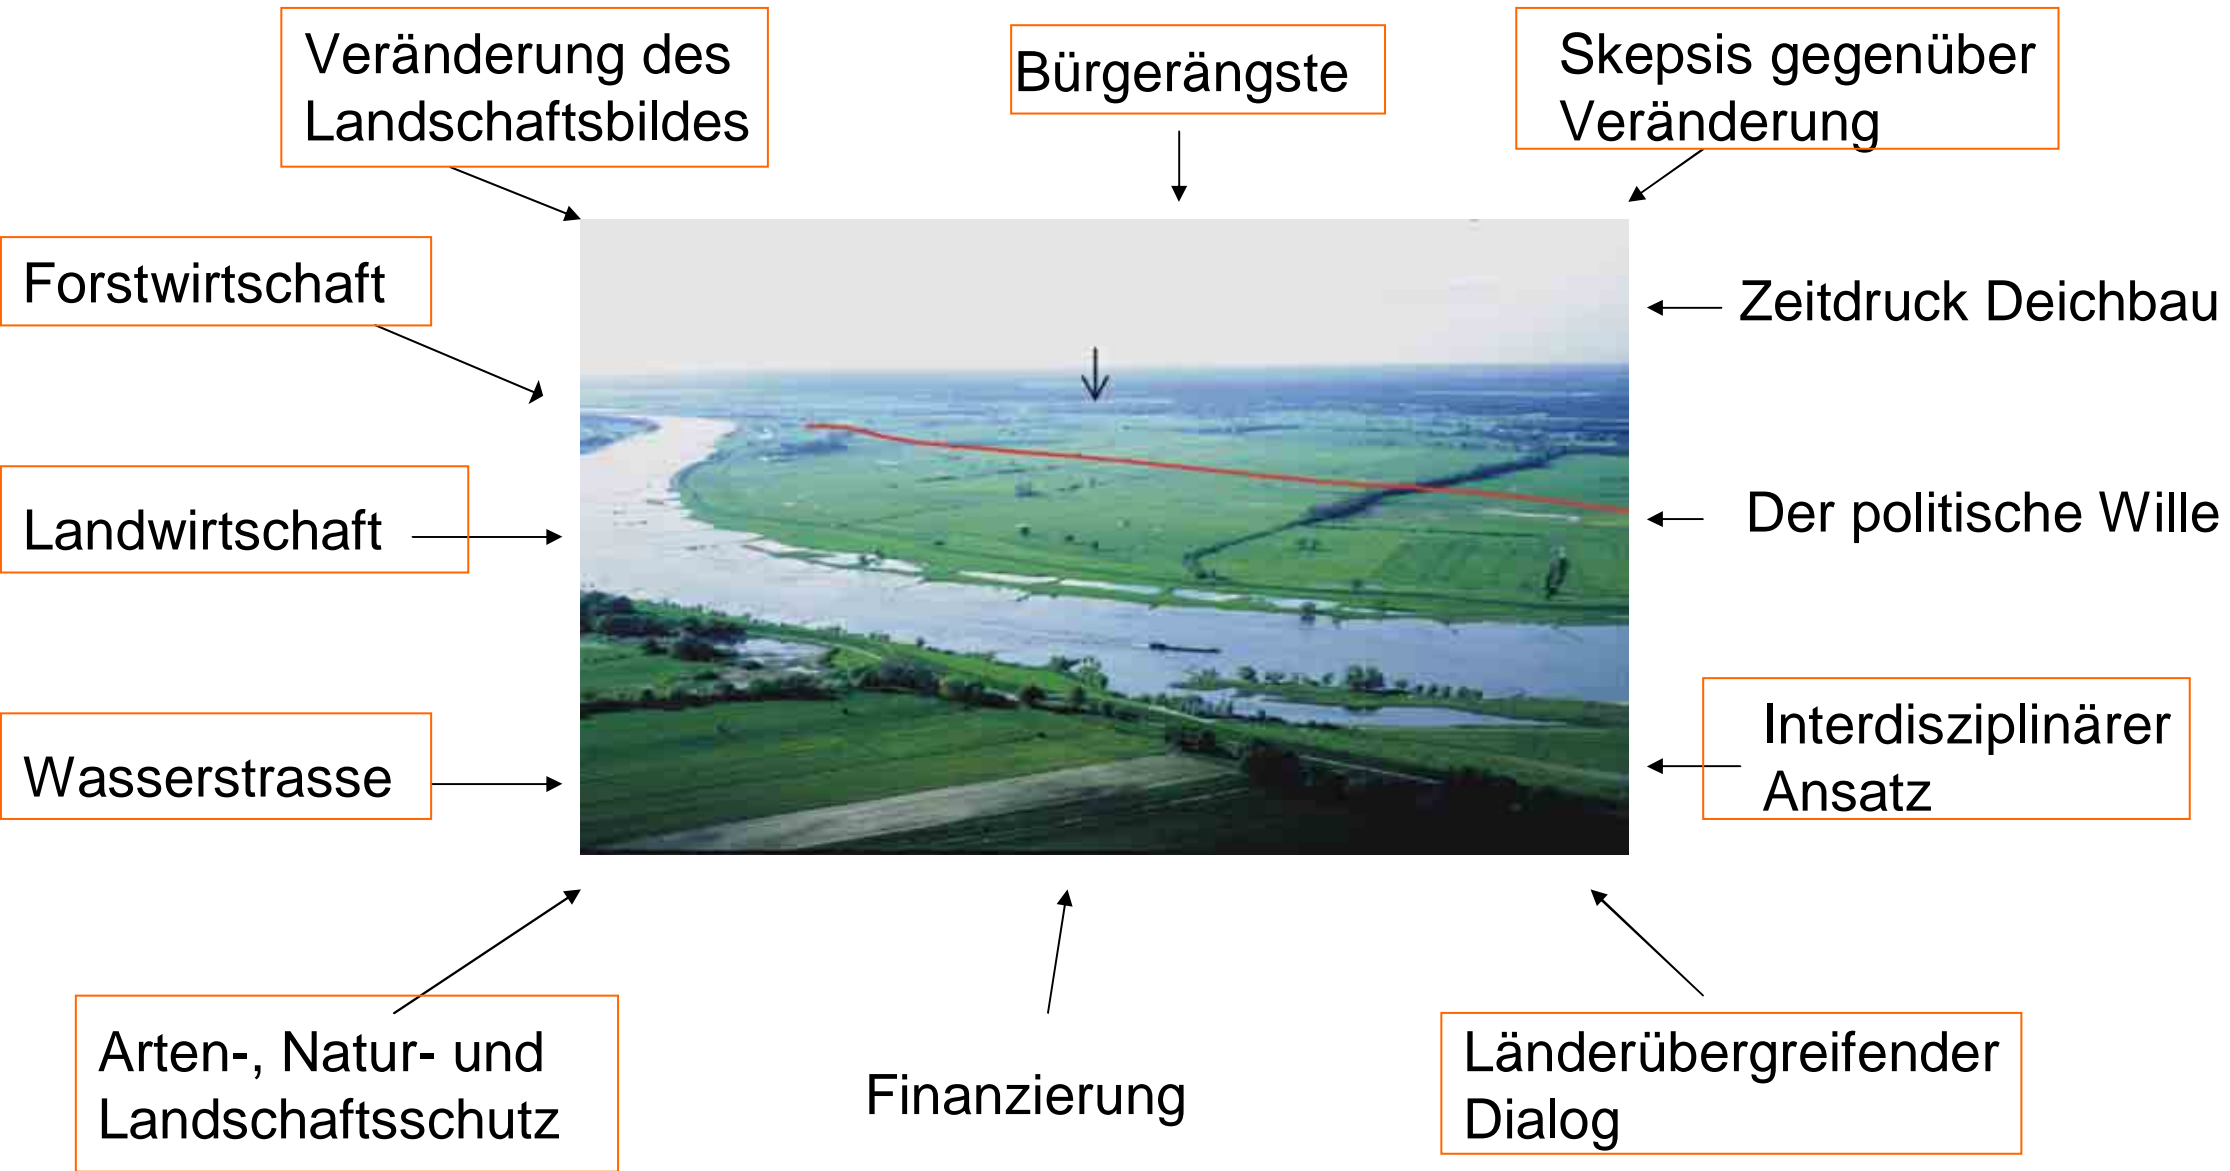 Veränderung des
Landschaftsbildes
Bürgerängste
Skepsis gegenüber
Veränderung
Forstwirtschaft
Zeitdruck Deichbau
Landwirtschaft
Der politische Wille
Wasserstrasse
Interdisziplinärer
Ansatz
Arten-, Natur- und
Landschaftsschutz
Finanzierung
Länderübergreifender
Dialog